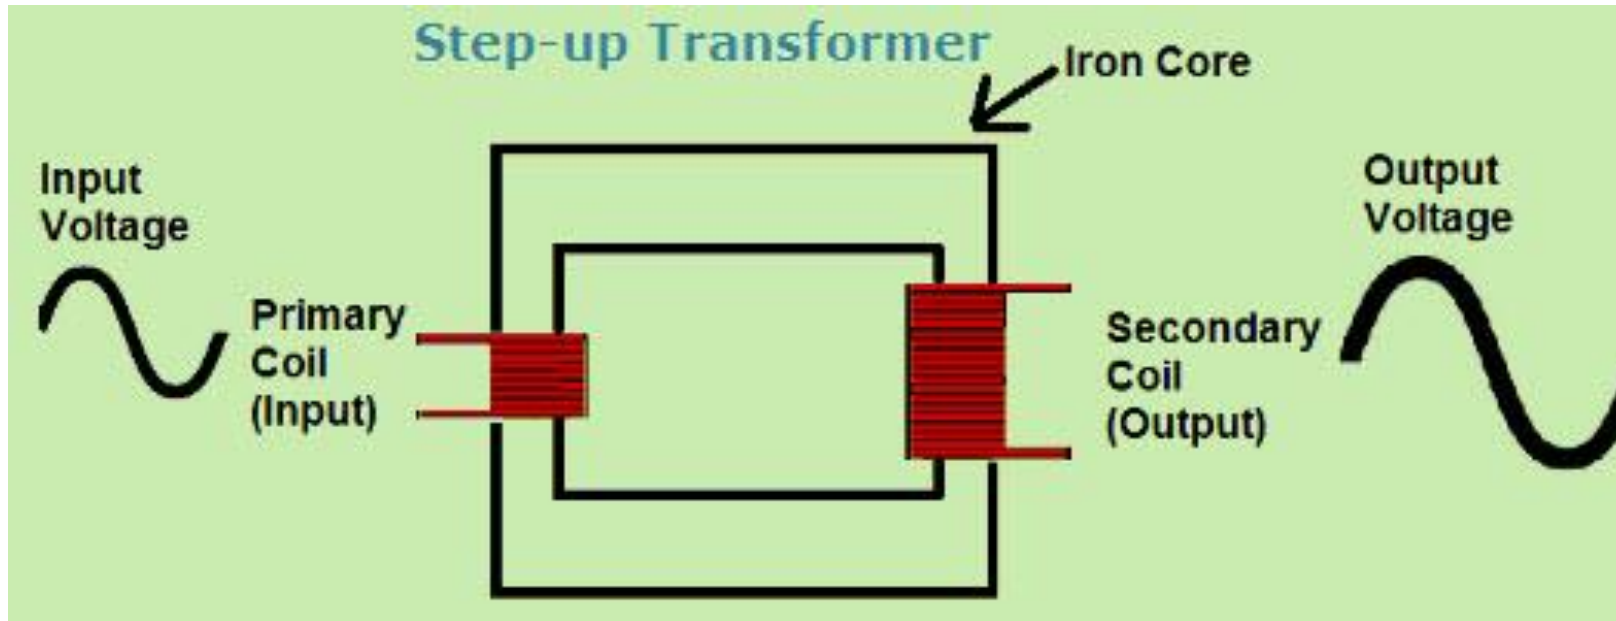 Step-up Transformer
Iron Core
Input
Voltage
Primary
Coil
(Input)
Secondary
Coil
(Output)
Output
Voltage